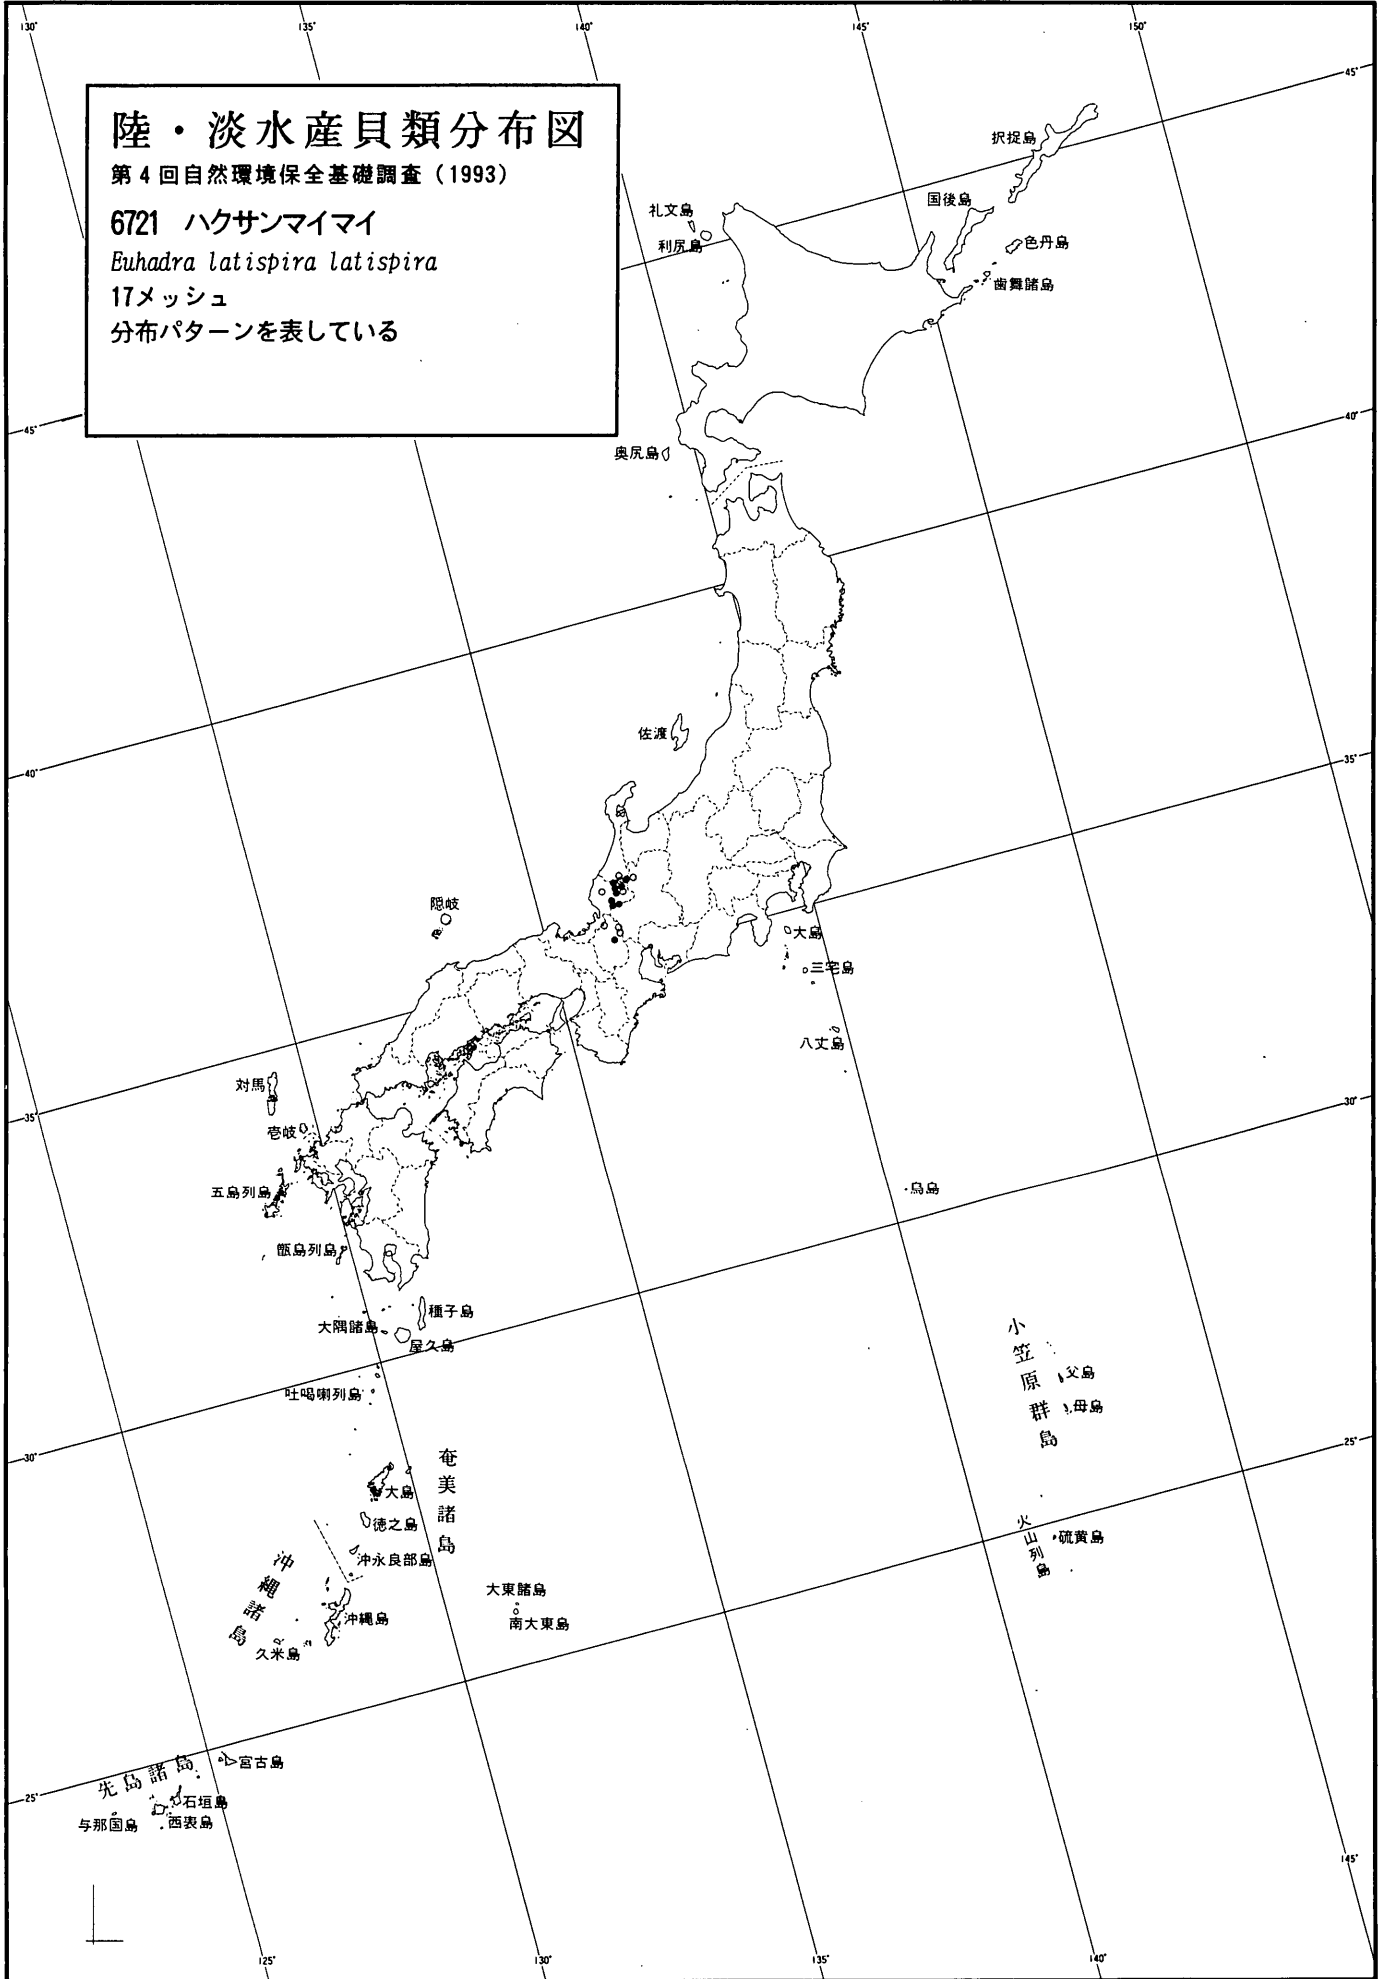 130°
135°
140°
145°
150°
陸・淡水産貝類分布図
第4回自然環境保全基礎調査（1993）
6721　ハクサンマイマイ
Euhadra latispira latispira
17メッシュ
分布パターンを表している
45°
択捉島
国後島
色丹島
歯舞諸島
礼文島
利尻島
45°
40°
奥尻島
佐渡
40°
35°
隠岐
大島
三宅島
八丈島
対馬
壱岐
35°
30°
五島列島
甑島列島
鳥島
種子島
大隅諸島
屋久島
吐噶喇列島
小笠原群島
父島
母島
30°
25°
奄美諸島
大島
徳之島
沖永良部島
火山列島
硫黄島
沖縄諸島
沖縄島
久米島
大東諸島
南大東島
先島諸島
宮古島
石垣島
西表島
与那国島
25°
145°
125°
130°
135°
140°